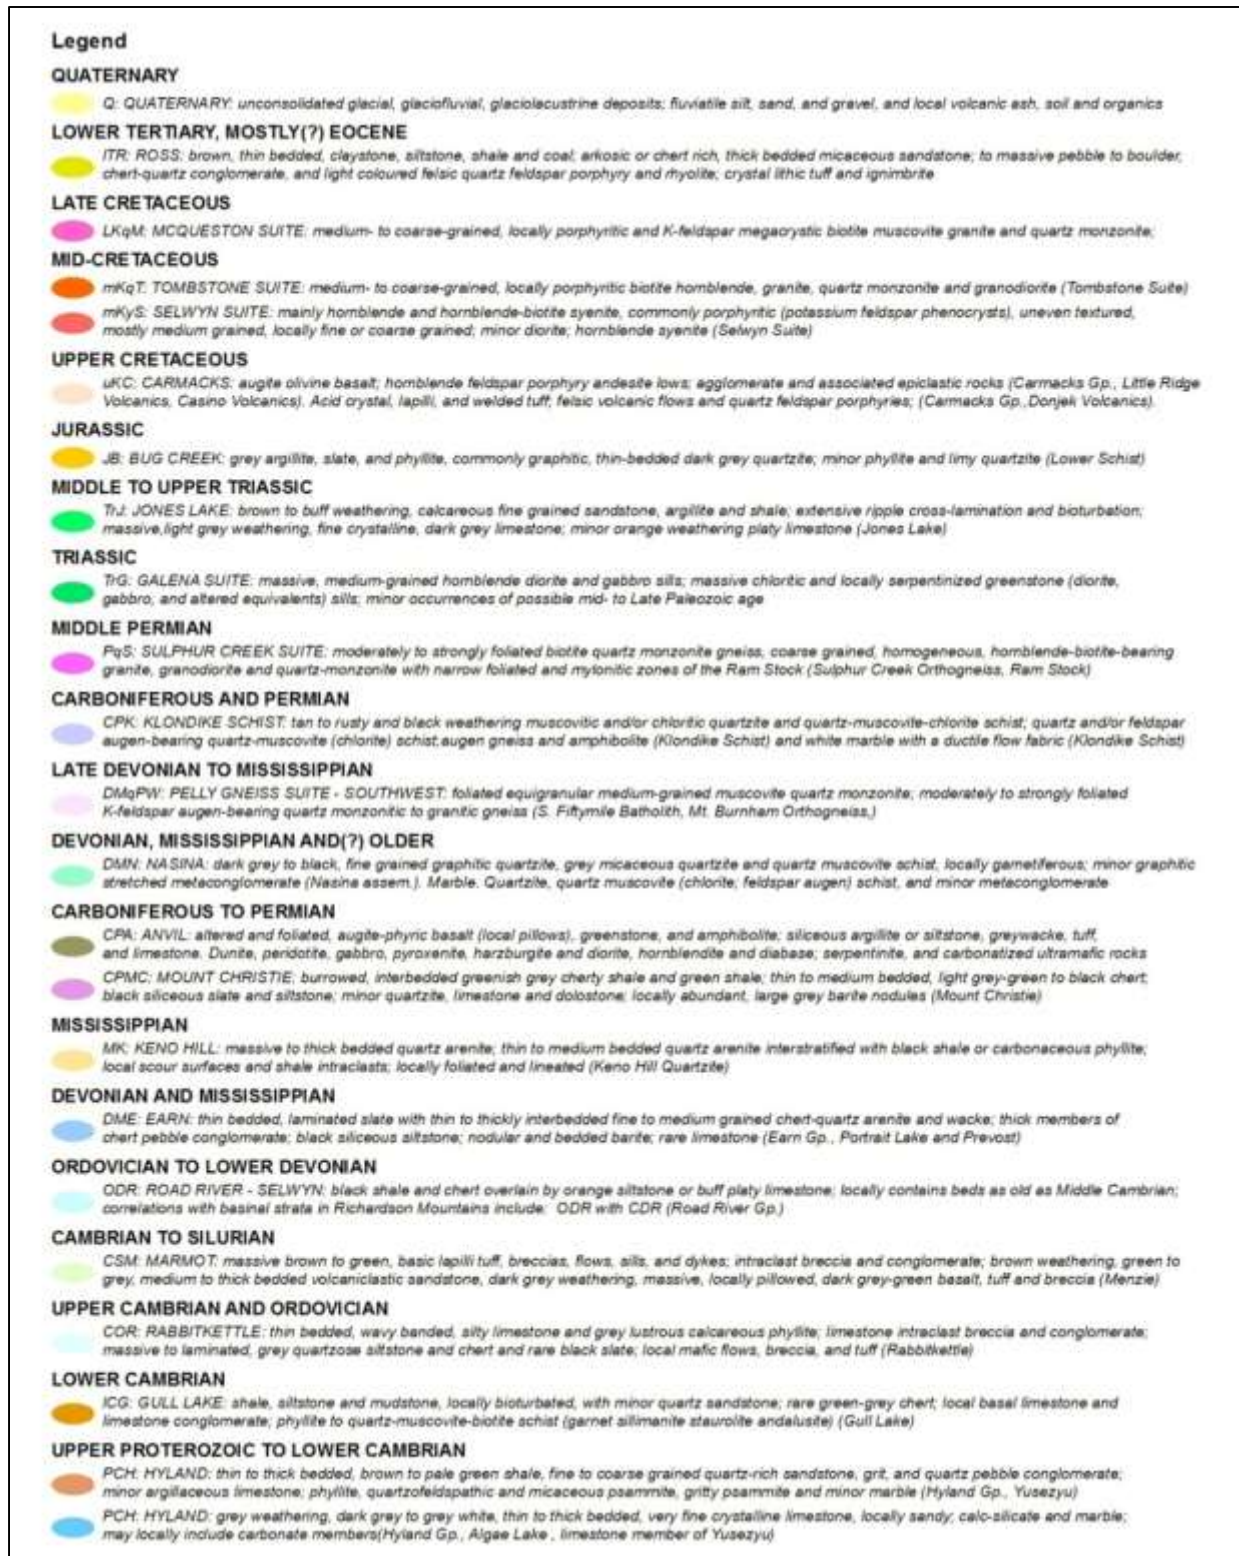 Legend
QUATERNARY
Q: QUATERNARY: unconsolidated glacial, glaciofluvial, glaciolacustrine deposits; fluviatile silt, sand, and gravel, and local volcanic ash, soil and organics
LOWER TERTIARY, MOSTLY(?) EOCENE
lTR: ROSS: brown, thin bedded, claystone, siltstone, shale and coal; arkosic or chert rich, thick bedded micaceous sandstone; to massive pebble to boulder,
chert-quartz conglomerate, and light coloured felsic quartz feldspar porphyry and rhyolite; crystal lithic tuff and ignimbrite
LATE CRETACEOUS
LKqM: MCQUESTON SUITE: medium- to coarse-grained, locally porphyritic and K-feldspar megacrystic biotite muscovite granite and quartz monzonite;
MID-CRETACEOUS
mKqT: TOMBSTONE SUITE: medium- to coarse-grained, locally porphyritic biotite hornblende, granite, quartz monzonite and granodiorite (Tombstone Suite)
mKyS: SELWYN SUITE: mainly hornblende and hornblende-biotite syenite, commonly porphyritic (potassium feldspar phenocrysts), uneven textured,
mostly medium grained, locally fine or coarse grained; minor diorite; hornblende syenite (Selwyn Suite)
UPPER CRETACEOUS
uKC: CARMACKS: augite olivine basalt; hornblende feldspar porphyry andesite lows; agglomerate and associated epiclastic rocks (Carmacks Gp., Little Ridge
Volcanics, Casino Volcanics). Acid crystal, lapilli, and welded tuff; felsic volcanic flows and quartz feldspar porphyries; (Carmacks Gp.,Donjek Volcanics).
JURASSIC
JB: BUG CREEK: grey argillite, slate, and phyllite, commonly graphitic, thin-bedded dark grey quartzite; minor phyllite and limy quartzite (Lower Schist)
MIDDLE TO UPPER TRIASSIC
TrJ: JONES LAKE: brown to buff weathering, calcareous fine grained sandstone, argillite and shale; extensive ripple cross-lamination and bioturbation;
massive,light grey weathering, fine crystalline, dark grey limestone; minor orange weathering platy limestone (Jones Lake)
TRIASSIC
TrG: GALENA SUITE: massive, medium-grained hornblende diorite and gabbro sills; massive chloritic and locally serpentinized greenstone (diorite,
gabbro, and altered equivalents) sills; minor occurrences of possible mid- to Late Paleozoic age
MIDDLE PERMIAN
PqS: SULPHUR CREEK SUITE: moderately to strongly foliated biotite quartz monzonite gneiss, coarse grained, homogeneous, hornblende-biotite-bearing
granite, granodiorite and quartz-monzonite with narrow foliated and mylonitic zones of the Ram Stock (Sulphur Creek Orthogneiss, Ram Stock)
CARBONIFEROUS AND PERMIAN
CPK: KLONDIKE SCHIST: tan to rusty and black weathering muscovitic and/or chloritic quartzite and quartz-muscovite-chlorite schist; quartz and/or feldspar
augen-bearing quartz-muscovite (chlorite) schist;augen gneiss and amphibolite (Klondike Schist) and white marble with a ductile flow fabric (Klondike Schist)
LATE DEVONIAN TO MISSISSIPPIAN
DMqPW: PELLY GNEISS SUITE - SOUTHWEST: foliated equigranular medium-grained muscovite quartz monzonite; moderately to strongly foliated
K-feldspar augen-bearing quartz monzonitic to granitic gneiss (S. Fiftymile Batholith, Mt. Burnham Orthogneiss,)
DEVONIAN, MISSISSIPPIAN AND(?) OLDER
DMN: NASINA: dark grey to black, fine grained graphitic quartzite, grey micaceous quartzite and quartz muscovite schist, locally garnetiferous; minor graphitic
stretched metaconglomerate (Nasina assem.). Marble. Quartzite, quartz muscovite (chlorite; feldspar augen) schist, and minor metaconglomerate
CARBONIFEROUS TO PERMIAN
CPA: ANVIL: altered and foliated, augite-phyric basalt (local pillows), greenstone, and amphibolite; siliceous argillite or siltstone, greywacke, tuff,
and limestone. Dunite, peridotite, gabbro, pyroxenite, harzburgite and diorite, hornblendite and diabase; serpentinite, and carbonatized ultramafic rocks
CPMC: MOUNT CHRISTIE; burrowed, interbedded greenish grey cherty shale and green shale; thin to medium bedded, light grey-green to black chert;
black siliceous slate and siltstone; minor quartzite, limestone and dolostone; locally abundant, large grey barite nodules (Mount Christie)
MISSISSIPPIAN
MK: KENO HILL: massive to thick bedded quartz arenite; thin to medium bedded quartz arenite interstratified with black shale or carbonaceous phyllite;
local scour surfaces and shale intraclasts; locally foliated and lineated (Keno Hill Quartzite)
DEVONIAN AND MISSISSIPPIAN
DME: EARN: thin bedded, laminated slate with thin to thickly interbedded fine to medium grained chert-quartz arenite and wacke; thick members of
chert pebble conglomerate; black siliceous siltstone; nodular and bedded barite; rare limestone (Earn Gp., Portrait Lake and Prevost)
ORDOVICIAN TO LOWER DEVONIAN
ODR: ROAD RIVER - SELWYN: black shale and chert overlain by orange siltstone or buff platy limestone; locally contains beds as old as Middle Cambrian;
correlations with basinal strata in Richardson Mountains include: ODR with CDR (Road River Gp.)
CAMBRIAN TO SILURIAN
CSM: MARMOT: massive brown to green, basic lapilli tuff, breccias, flows, sills, and dykes; intraclast breccia and conglomerate; brown weathering, green to
grey, medium to thick bedded volcaniclastic sandstone, dark grey weathering, massive, locally pillowed, dark grey-green basalt, tuff and breccia (Menzie)
UPPER CAMBRIAN AND ORDOVICIAN
COR: RABBITKETTLE: thin bedded, wavy banded, silty limestone and grey lustrous calcareous phyllite; limestone intraclast breccia and conglomerate;
massive to laminated, grey quartzose siltstone and chert and rare black slate; local mafic flows, breccia, and tuff (Rabbitkettle)
LOWER CAMBRIAN
lCG: GULL LAKE: shale, siltstone and mudstone, locally bioturbated, with minor quartz sandstone; rare green-grey chert; local basal limestone and
limestone conglomerate; phyllite to quartz-muscovite-biotite schist (garnet sillimanite staurolite andalusite) (Gull Lake)
UPPER PROTEROZOIC TO LOWER CAMBRIAN
PCH: HYLAND: thin to thick bedded, brown to pale green shale, fine to coarse grained quartz-rich sandstone, grit, and quartz pebble conglomerate;
minor argillaceous limestone; phyllite, quartzofeldspathic and micaceous psammite, gritty psammite and minor marble (Hyland Gp., Yusezyu)
PCH: HYLAND: grey weathering, dark grey to grey white, thin to thick bedded, very fine crystalline limestone, locally sandy; calc-silicate and marble;
may locally include carbonate members(Hyland Gp., Algae Lake , limestone member of Yusezyu)